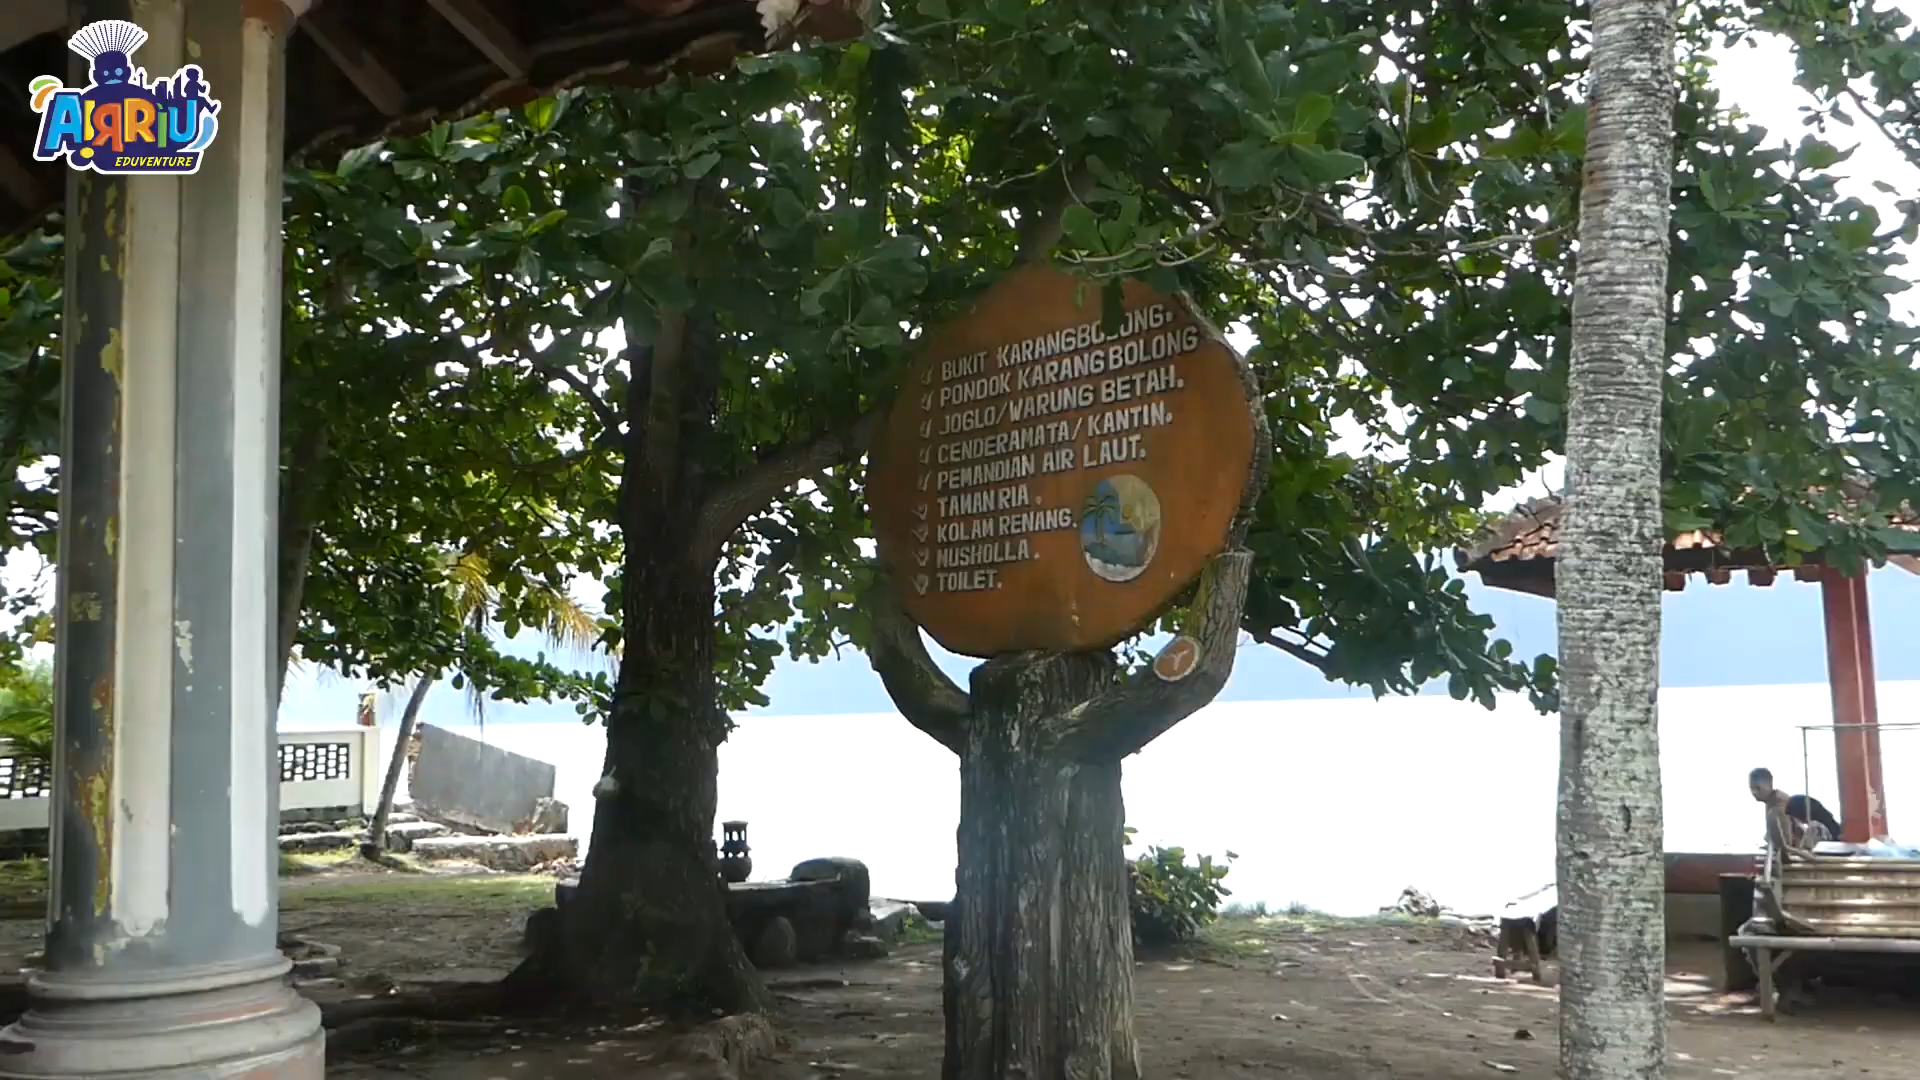 AIRRIU
EDUVENTURE
BUKIT KARANGBOLONG.
PONDOK KARANG BOLONG
JOGLO/WARUNG BETAH.
CENDERAMATA/KANTIN.
PEMANDIAN AIR LAUT.
TAMAN RIA.
KOLAM RENANG.
MUSHOLLA.
TOILET.